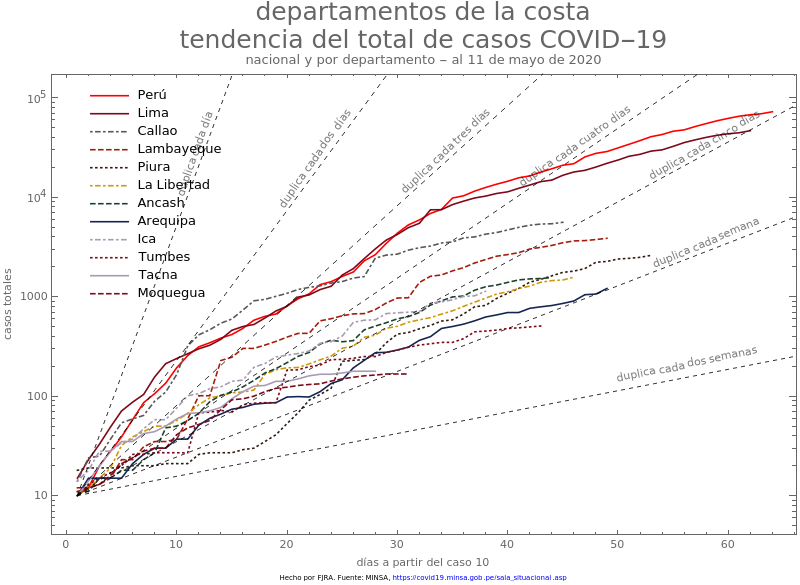 departamentos de la costa
tendencia del total de casos COVID−19
nacional y por departamento − al 11 de mayo de 2020
Perú
Lima
Callao
Lambayeque
Piura
La Libertad
Ancash
Arequipa
Ica
Tumbes
Tacna
Moquegua
duplica cada día
duplica cada dos días
duplica cada tres días
duplica cada cuatro días
duplica cada cinco días
duplica cada semana
duplica cada dos semanas
casos totales
10⁵
10⁴
1000
100
10
0 10 20 30 40 50 60
días a partir del caso 10
Hecho por FJRA. Fuente: MINSA, https://covid19.minsa.gob.pe/sala_situacional.asp